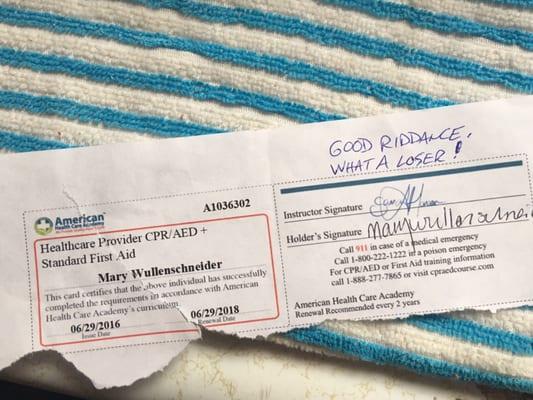 GOOD RIDDANCE.
WHAT A LOSER!
American
Health Care Academy
A1036302
Healthcare Provider CPR/AED +
Standard First Aid
Mary Wullenschneider
This card certifies that the above individual has successfully
completed the requirements in accordance with American
Health Care Academy's curriculum.
06/29/2016 06/29/2018
Issue Date Renewal Date
Instructor Signature
Holder's Signature
Call 911 in case of a medical emergency
Call 1-800-222-1222 in a poison emergency
For CPR/AED or First Aid training information
call 1-888-277-7865 or visit cpraedcourse.com
American Health Care Academy
Renewal Recommended every 2 years